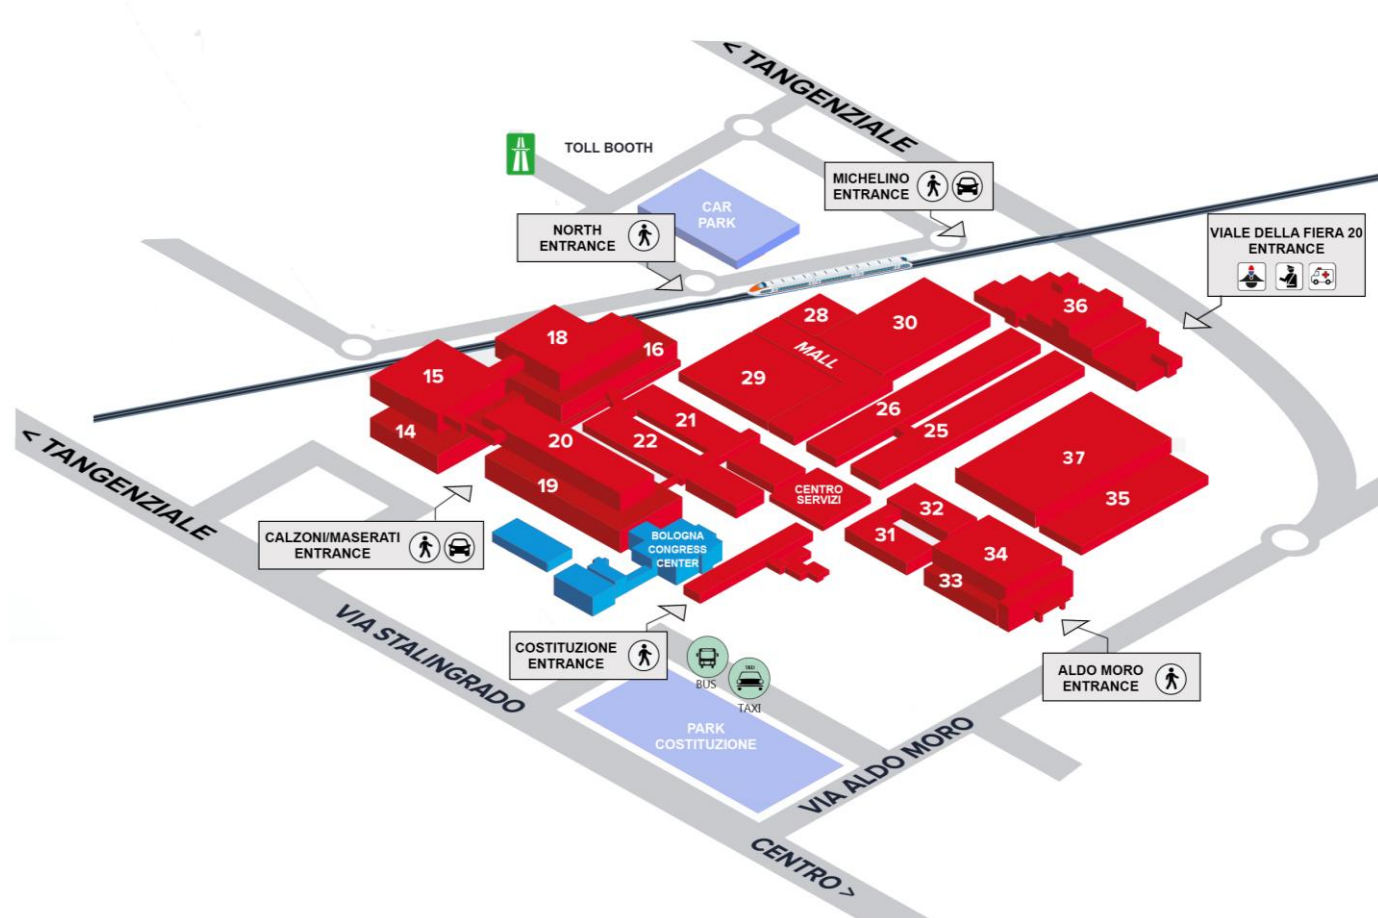 < TANGENZIALE
TOLL BOOTH
MICHELINO
ENTRANCE
CAR
PARK
NORTH
ENTRANCE
VIALE DELLA FIERA 20
ENTRANCE
36
28
30
18
16
MALL
15
29
26
21
25
14
20
22
37
19
CENTRO
SERVIZI
35
32
31
34
33
< TANGENZIALE
CALZONI/MASERATI
ENTRANCE
BOLOGNA
CONGRESS
CENTER
COSTITUZIONE
ENTRANCE
VIA STALINGRADO
BUS
TAXI
TAXI
ALDO MORO
ENTRANCE
PARK
COSTITUZIONE
VIA ALDO MORO
CENTRO >